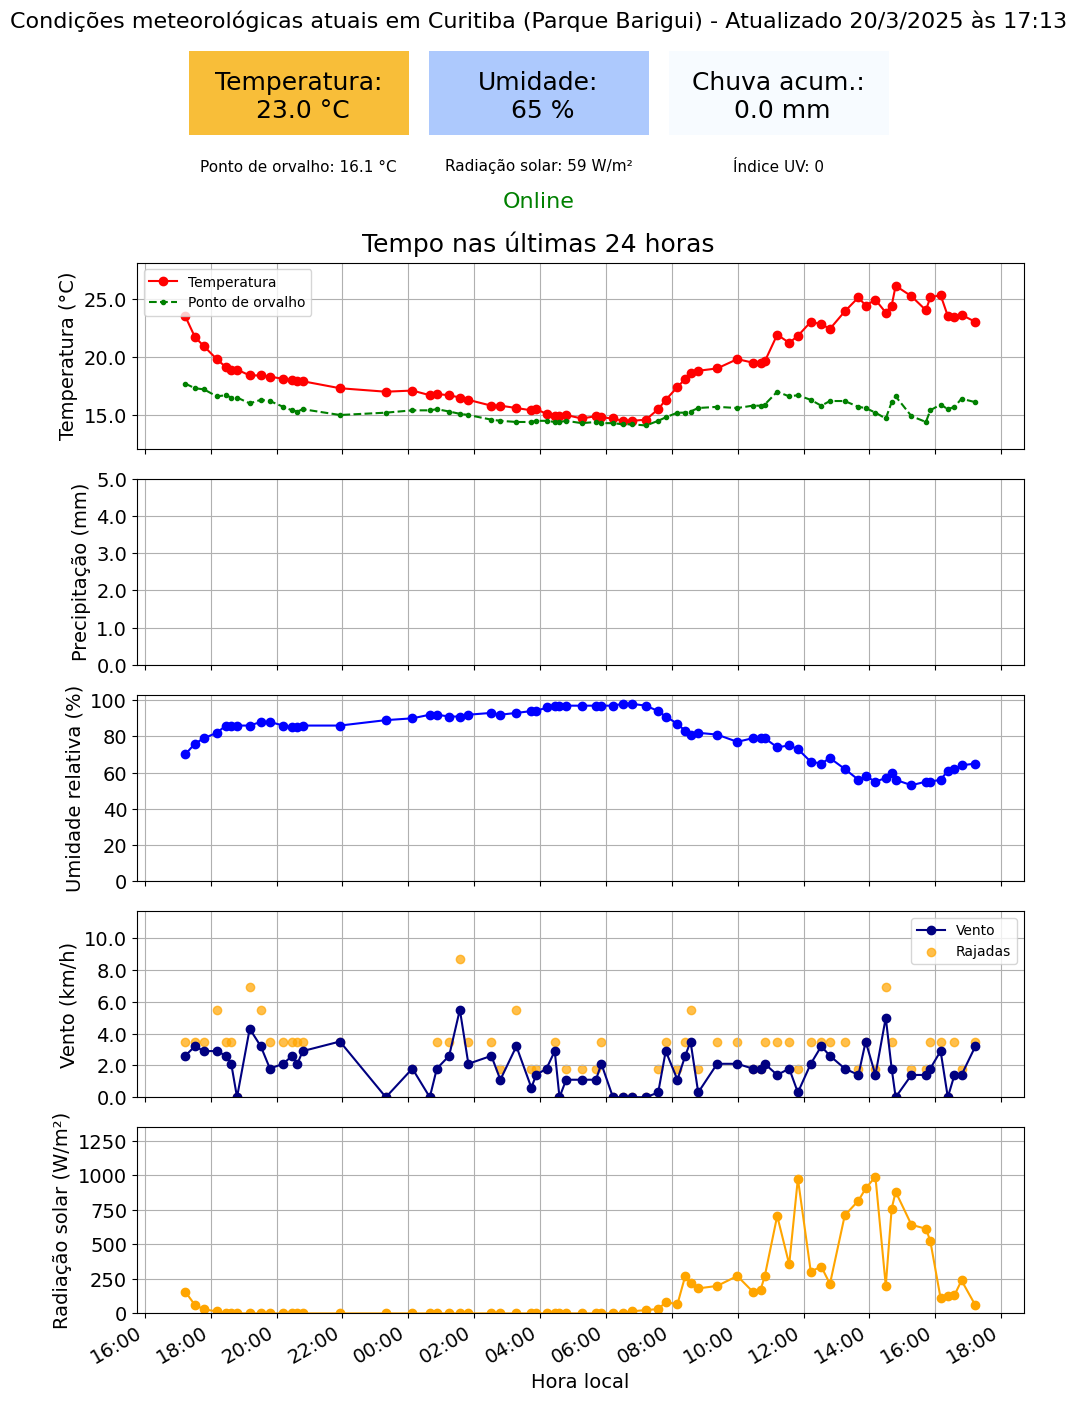 Condições meteorológicas atuais em Curitiba (Parque Barigui) - Atualizado 20/3/2025 às 17:13
Temperatura:
23.0 °C
Umidade:
65 %
Chuva acum.:
0.0 mm
Ponto de orvalho: 16.1 °C
Radiação solar: 59 W/m²
Índice UV: 0
Online
Tempo nas últimas 24 horas
Temperatura (°C)
25.0
20.0
15.0
Temperatura
Ponto de orvalho
Precipitação (mm)
5.0
4.0
3.0
2.0
1.0
0.0
Umidade relativa (%)
100
80
60
40
20
0
Vento (km/h)
10.0
8.0
6.0
4.0
2.0
0.0
Vento
Rajadas
Radiação solar (W/m²)
1250
1000
750
500
250
0
16:00
18:00
20:00
22:00
00:00
02:00
04:00
06:00
08:00
10:00
12:00
14:00
16:00
18:00
Hora local